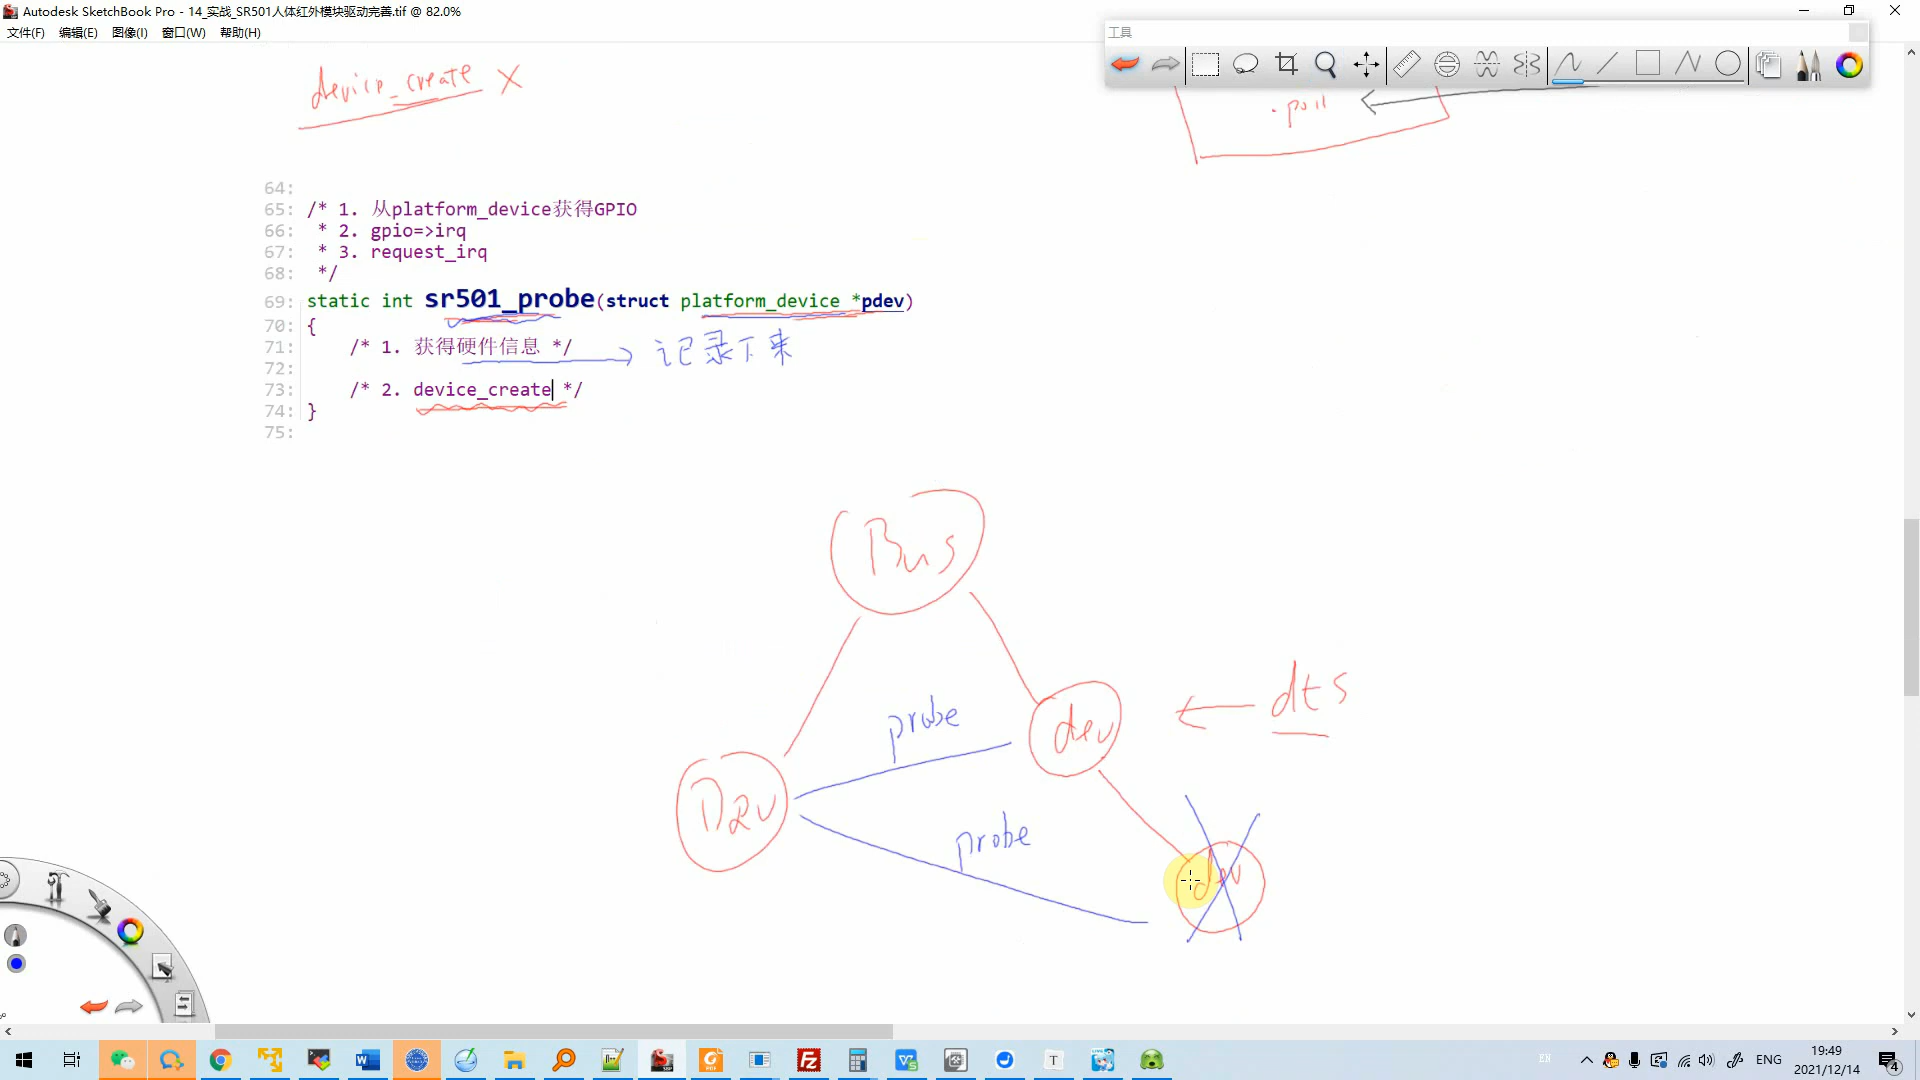 Autodesk SketchBook Pro - 14_实战_SR501人体红外模块驱动完善.tif @ 82.0%
文件(F) 编辑(E) 图像(I) 窗口(W) 帮助(H)
工具
device_create X
.poll
64:
65: /* 1. 从platform_device获得GPIO
66: * 2. gpio=>irq
67: * 3. request_irq
68: */
69: static int sr501_probe(struct platform_device *pdev)
70: {
71: /* 1. 获得硬件信息 */ 记录下来
72:
73: /* 2. device_create */
74: }
75:
Bus
dts
probe
dev
Drv
probe
dev
EN
ENG
19:49
2021/12/14
4